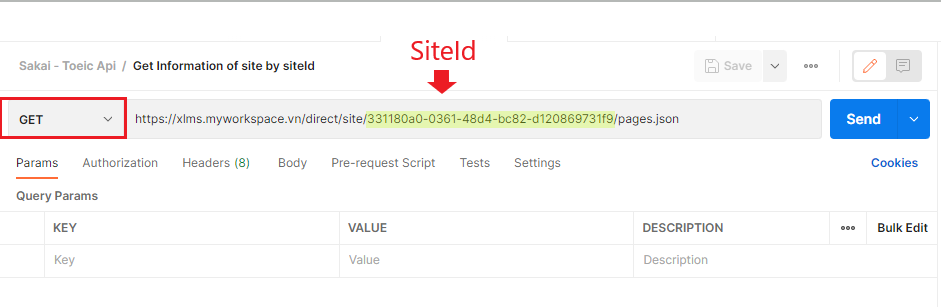 SiteId
Sakai - Toeic Api / Get Information of site by siteId
Save
GET
https://xlms.myworkspace.vn/direct/site/331180a0-0361-48d4-bc82-d120869731f9/pages.json
Send
Params Authorization Headers (8) Body Pre-request Script Tests Settings Cookies
Query Params
KEY VALUE DESCRIPTION Bulk Edit
Key Value Description